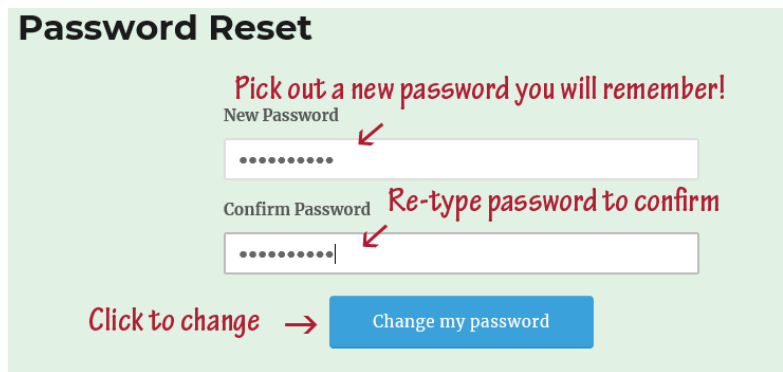 Password Reset
Pick out a new password you will remember!
New Password
••••••••••
Confirm Password
Re-type password to confirm
••••••••••
Click to change
Change my password